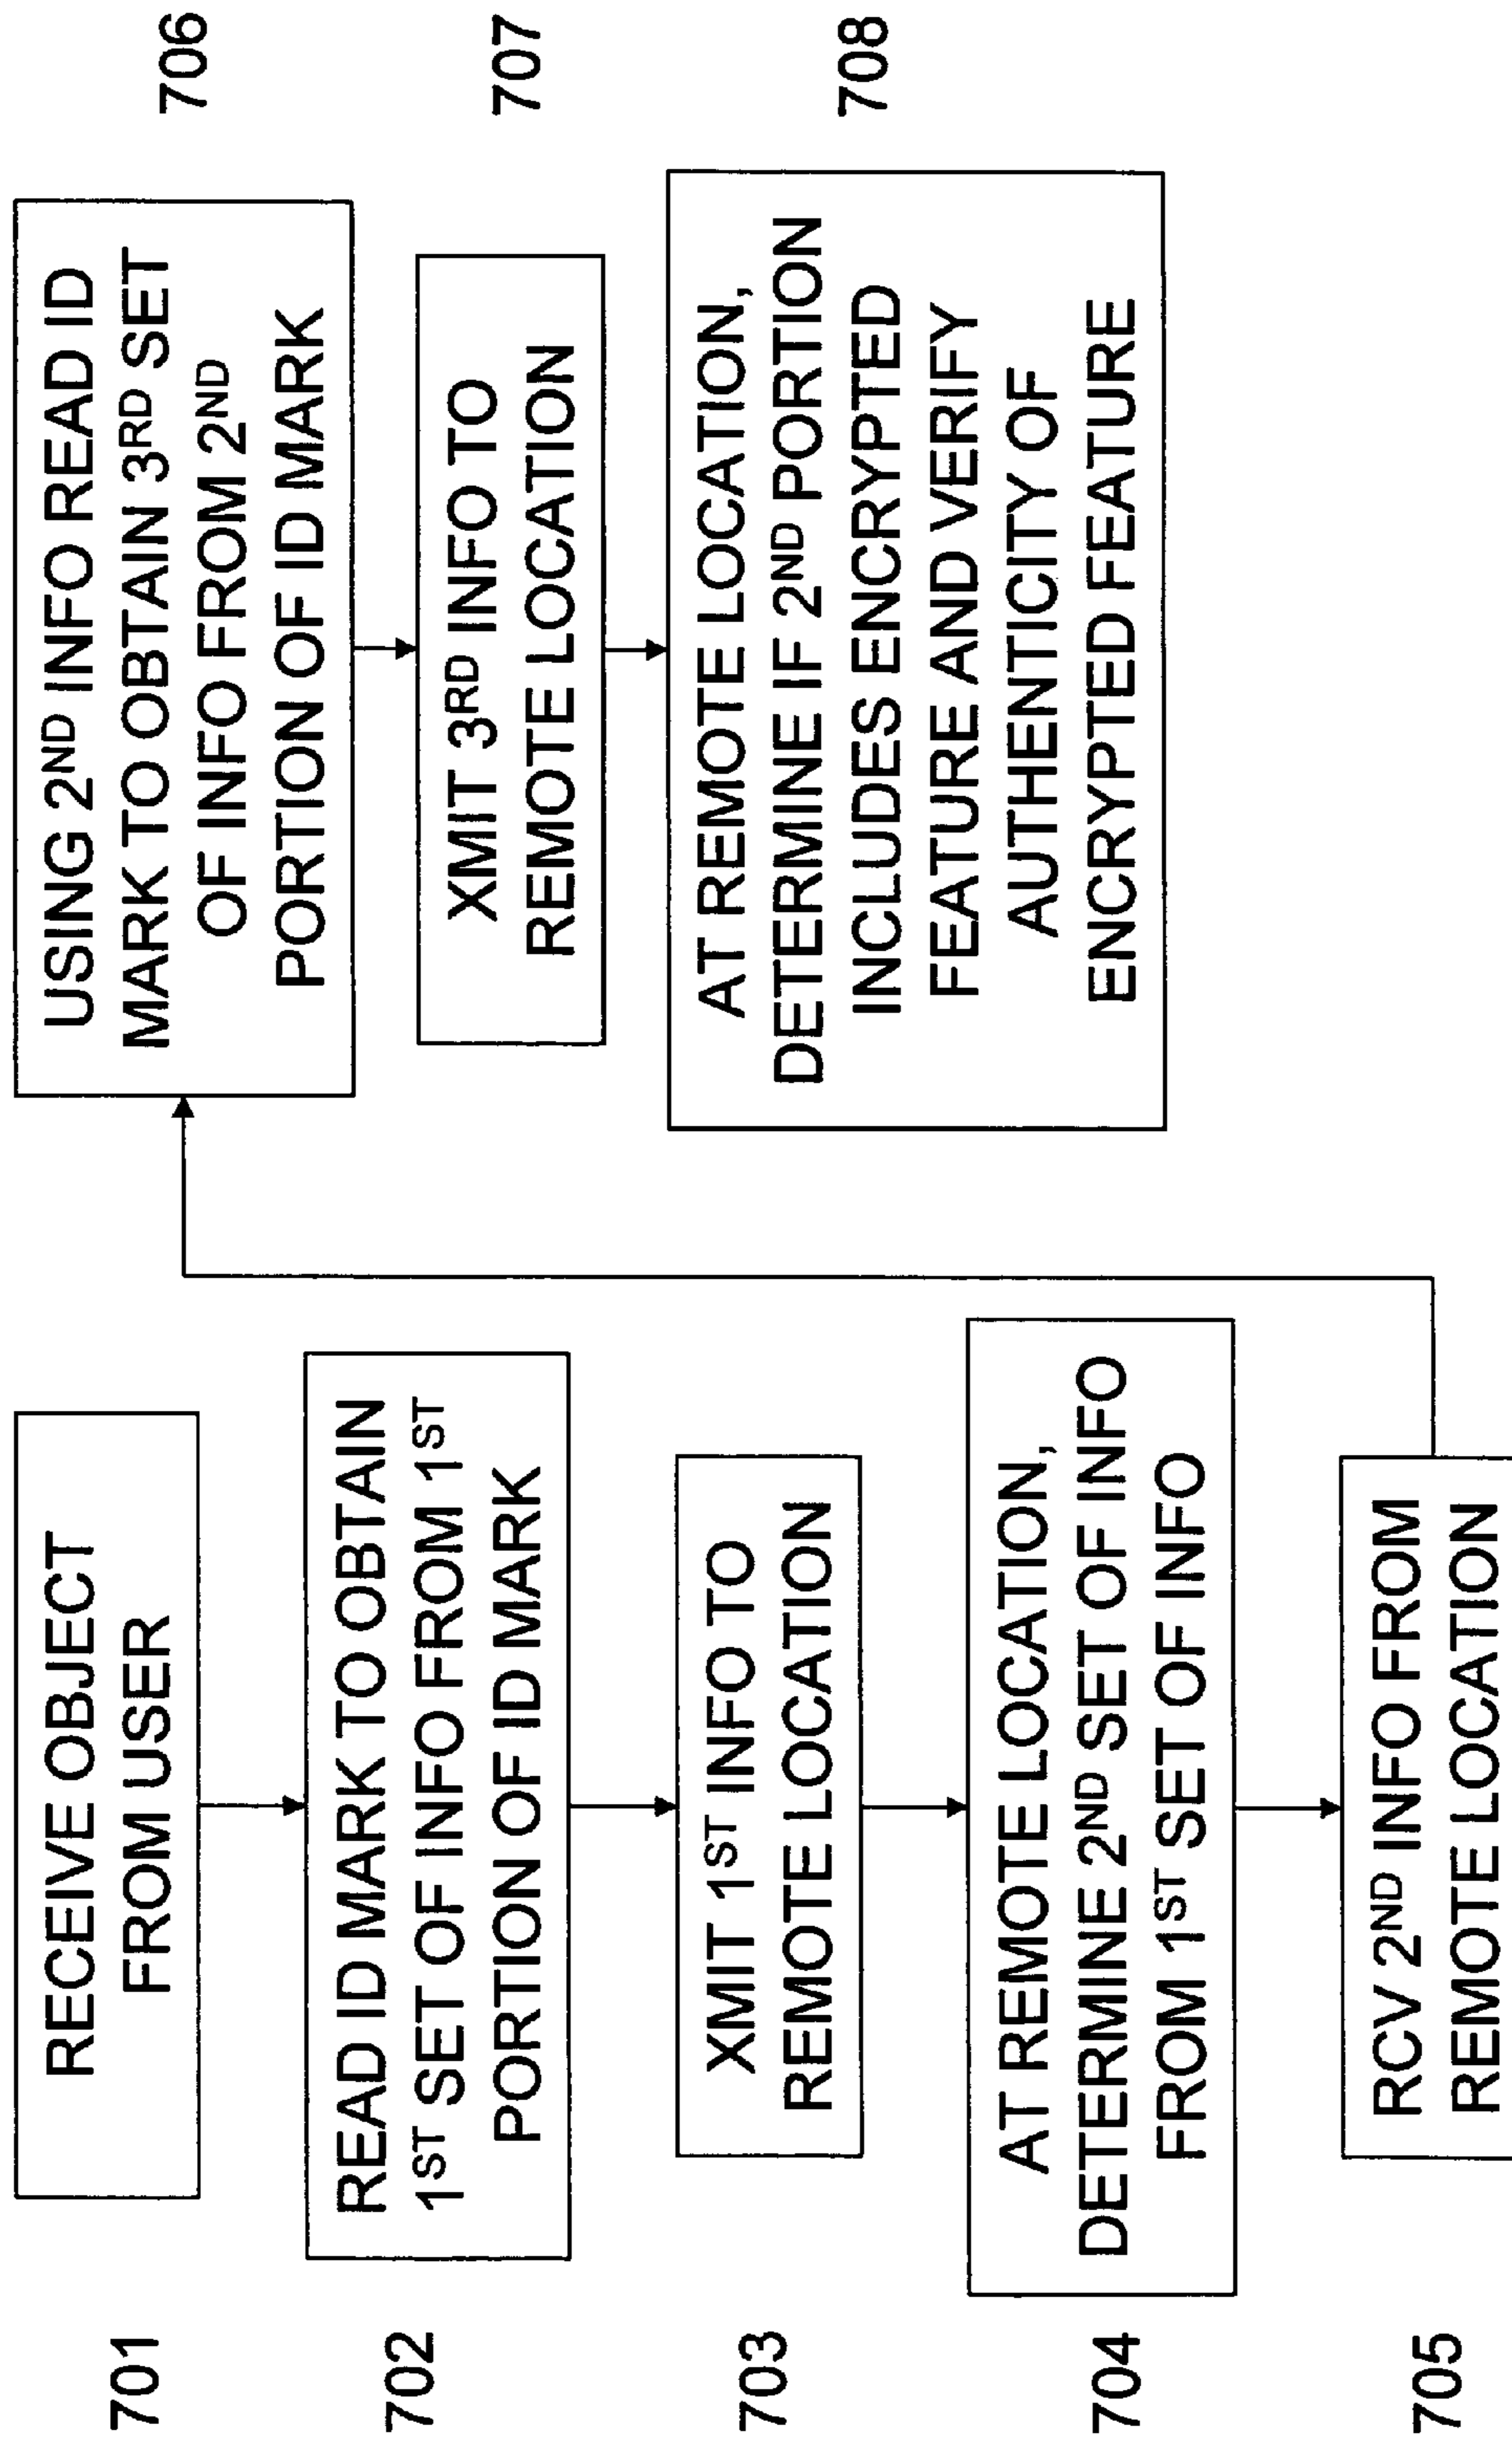 701
RECEIVE OBJECT
FROM USER
702
READ ID MARK TO OBTAIN
1ST SET OF INFO FROM 1ST
PORTION OF ID MARK
703
XMIT 1ST INFO TO
REMOTE LOCATION
704
AT REMOTE LOCATION,
DETERMINE 2ND SET OF INFO
FROM 1ST SET OF INFO
705
RCV 2ND INFO FROM
REMOTE LOCATION
USING 2ND INFO READ ID
MARK TO OBTAIN 3RD SET
OF INFO FROM 2ND
PORTION OF ID MARK
706
XMIT 3RD INFO TO
REMOTE LOCATION
707
AT REMOTE LOCATION,
DETERMINE IF 2ND PORTION
INCLUDES ENCRYPTED
FEATURE AND VERIFY
AUTHENTICITY OF
ENCRYPTED FEATURE
708